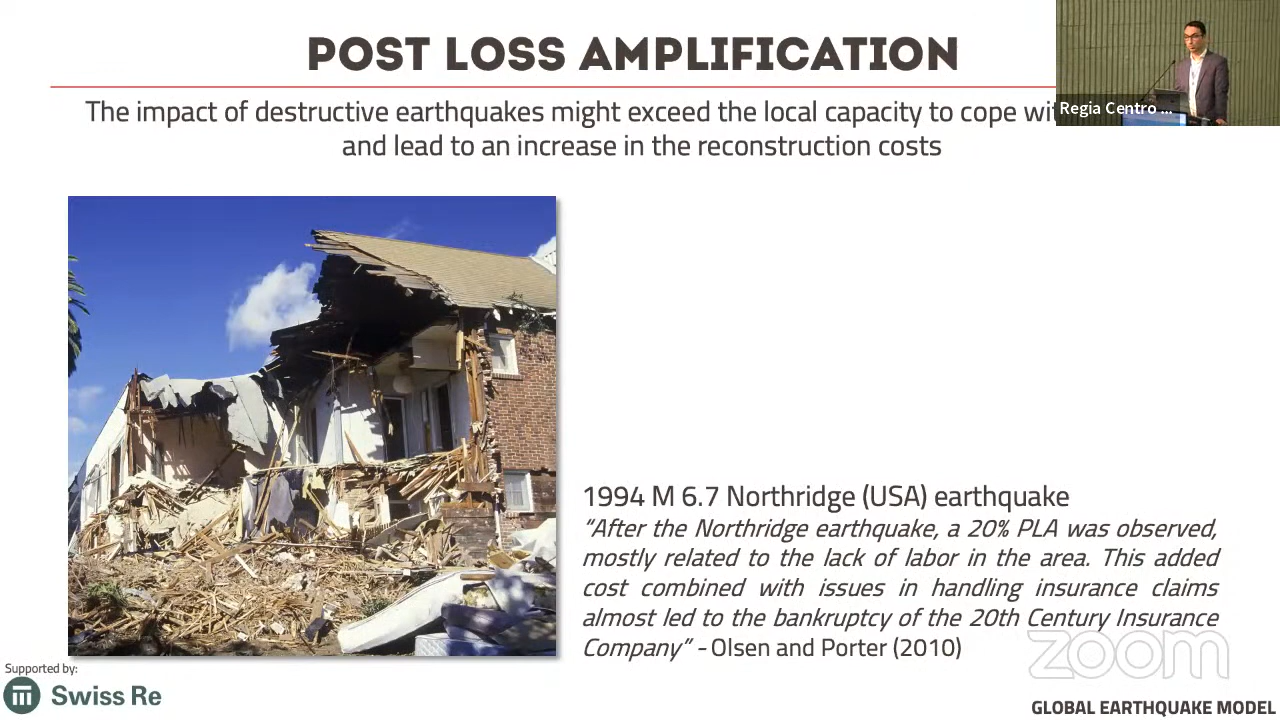 POST LOSS AMPLIFICATION
The impact of destructive earthquakes might exceed the local capacity to cope
and lead to an increase in the reconstruction costs
Regia Centro ...
1994 M 6.7 Northridge (USA) earthquake
“After the Northridge earthquake, a 20% PLA was observed,
mostly related to the lack of labor in the area. This added
cost combined with issues in handling insurance claims
almost led to the bankruptcy of the 20th Century Insurance
Company” - Olsen and Porter (2010)
zoom
Supported by:
Swiss Re
GLOBAL EARTHQUAKE MODEL